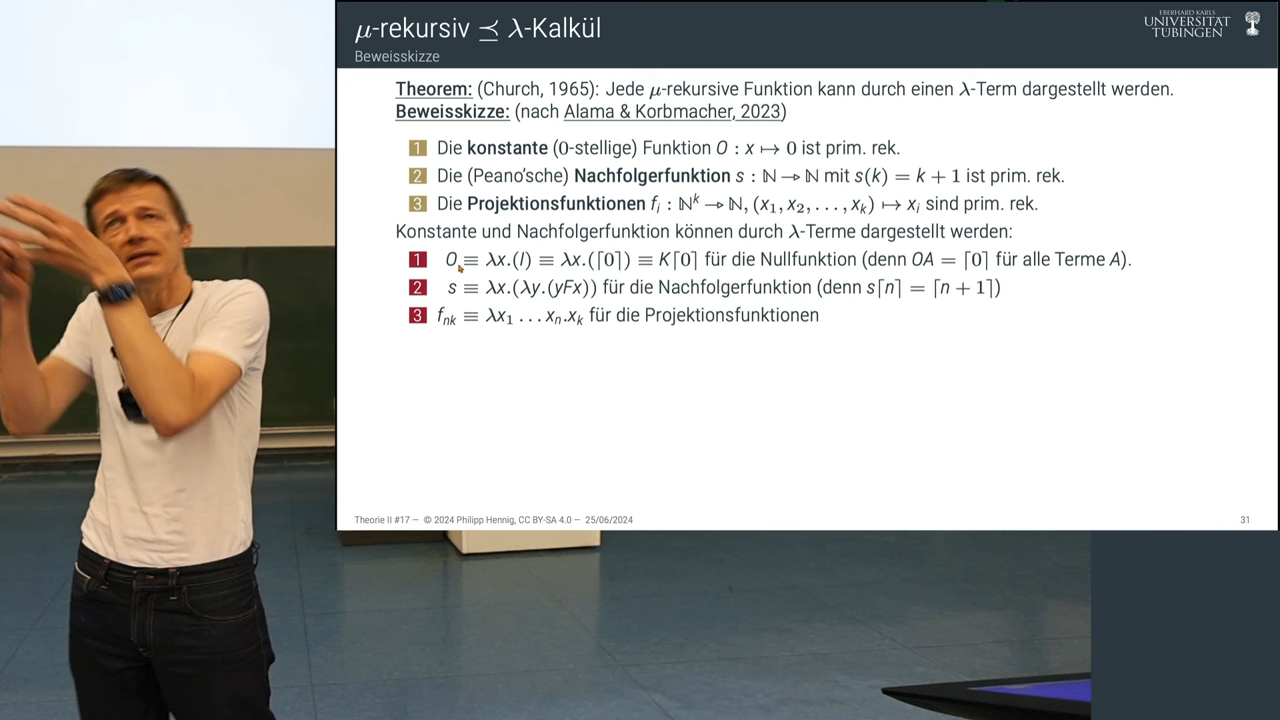 μ-rekursiv ⪯ λ-Kalkül
Beweisskizze
EBERHARD KARLS
UNIVERSITÄT
TÜBINGEN
Theorem: (Church, 1965): Jede μ-rekursive Funktion kann durch einen λ-Term dargestellt werden.
Beweisskizze: (nach Alama & Korbmacher, 2023)
1 Die konstante (0-stellige) Funktion O : x ↦ 0 ist prim. rek.
2 Die (Peano'sche) Nachfolgerfunktion s : ℕ → ℕ mit s(k) = k + 1 ist prim. rek.
3 Die Projektionsfunktionen fᵢ : ℕᵏ → ℕ, (x₁, x₂, . . . , xₖ) ↦ xᵢ sind prim. rek.
Konstante und Nachfolgerfunktion können durch λ-Terme dargestellt werden:
1 O ≡ λx.(I) ≡ λx.(⌈0⌉) ≡ K⌈0⌉ für die Nullfunktion (denn OA = ⌈0⌉ für alle Terme A).
2 s ≡ λx.(λy.(yFx)) für die Nachfolgerfunktion (denn s⌈n⌉ = ⌈n + 1⌉)
3 fₙₖ ≡ λx₁ . . . xₙ.xₖ für die Projektionsfunktionen
Theorie II #17 — © 2024 Philipp Hennig, CC BY-SA 4.0 — 25/06/2024
31